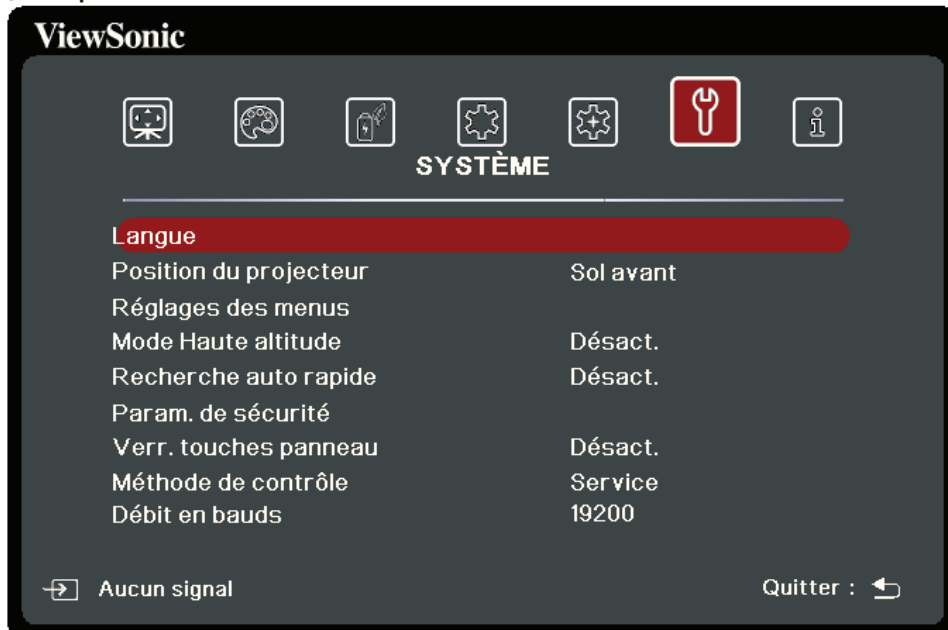 ViewSonic
SYSTÈME
Langue
Position du projecteur Sol avant
Réglages des menus
Mode Haute altitude Désact.
Recherche auto rapide Désact.
Param. de sécurité
Verr. touches panneau Désact.
Méthode de contrôle Service
Débit en bauds 19200
Aucun signal Quitter :